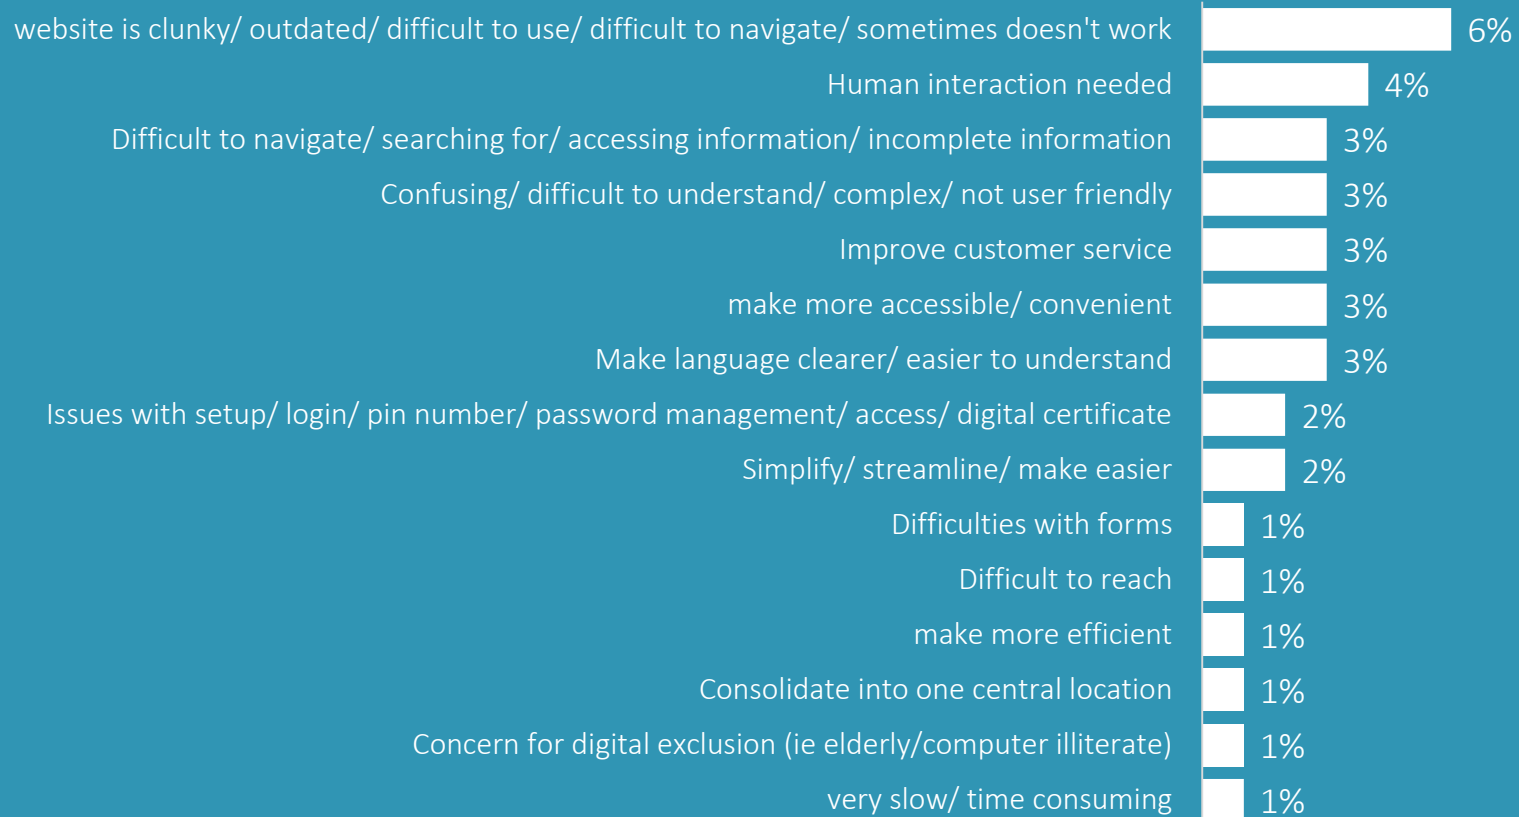 website is clunky/ outdated/ difficult to use/ difficult to navigate/ sometimes doesn't work 6%
Human interaction needed 4%
Difficult to navigate/ searching for/ accessing information/ incomplete information 3%
Confusing/ difficult to understand/ complex/ not user friendly 3%
Improve customer service 3%
make more accessible/ convenient 3%
Make language clearer/ easier to understand 3%
Issues with setup/ login/ pin number/ password management/ access/ digital certificate 2%
Simplify/ streamline/ make easier 2%
Difficulties with forms 1%
Difficult to reach 1%
make more efficient 1%
Consolidate into one central location 1%
Concern for digital exclusion (ie elderly/computer illiterate) 1%
very slow/ time consuming 1%